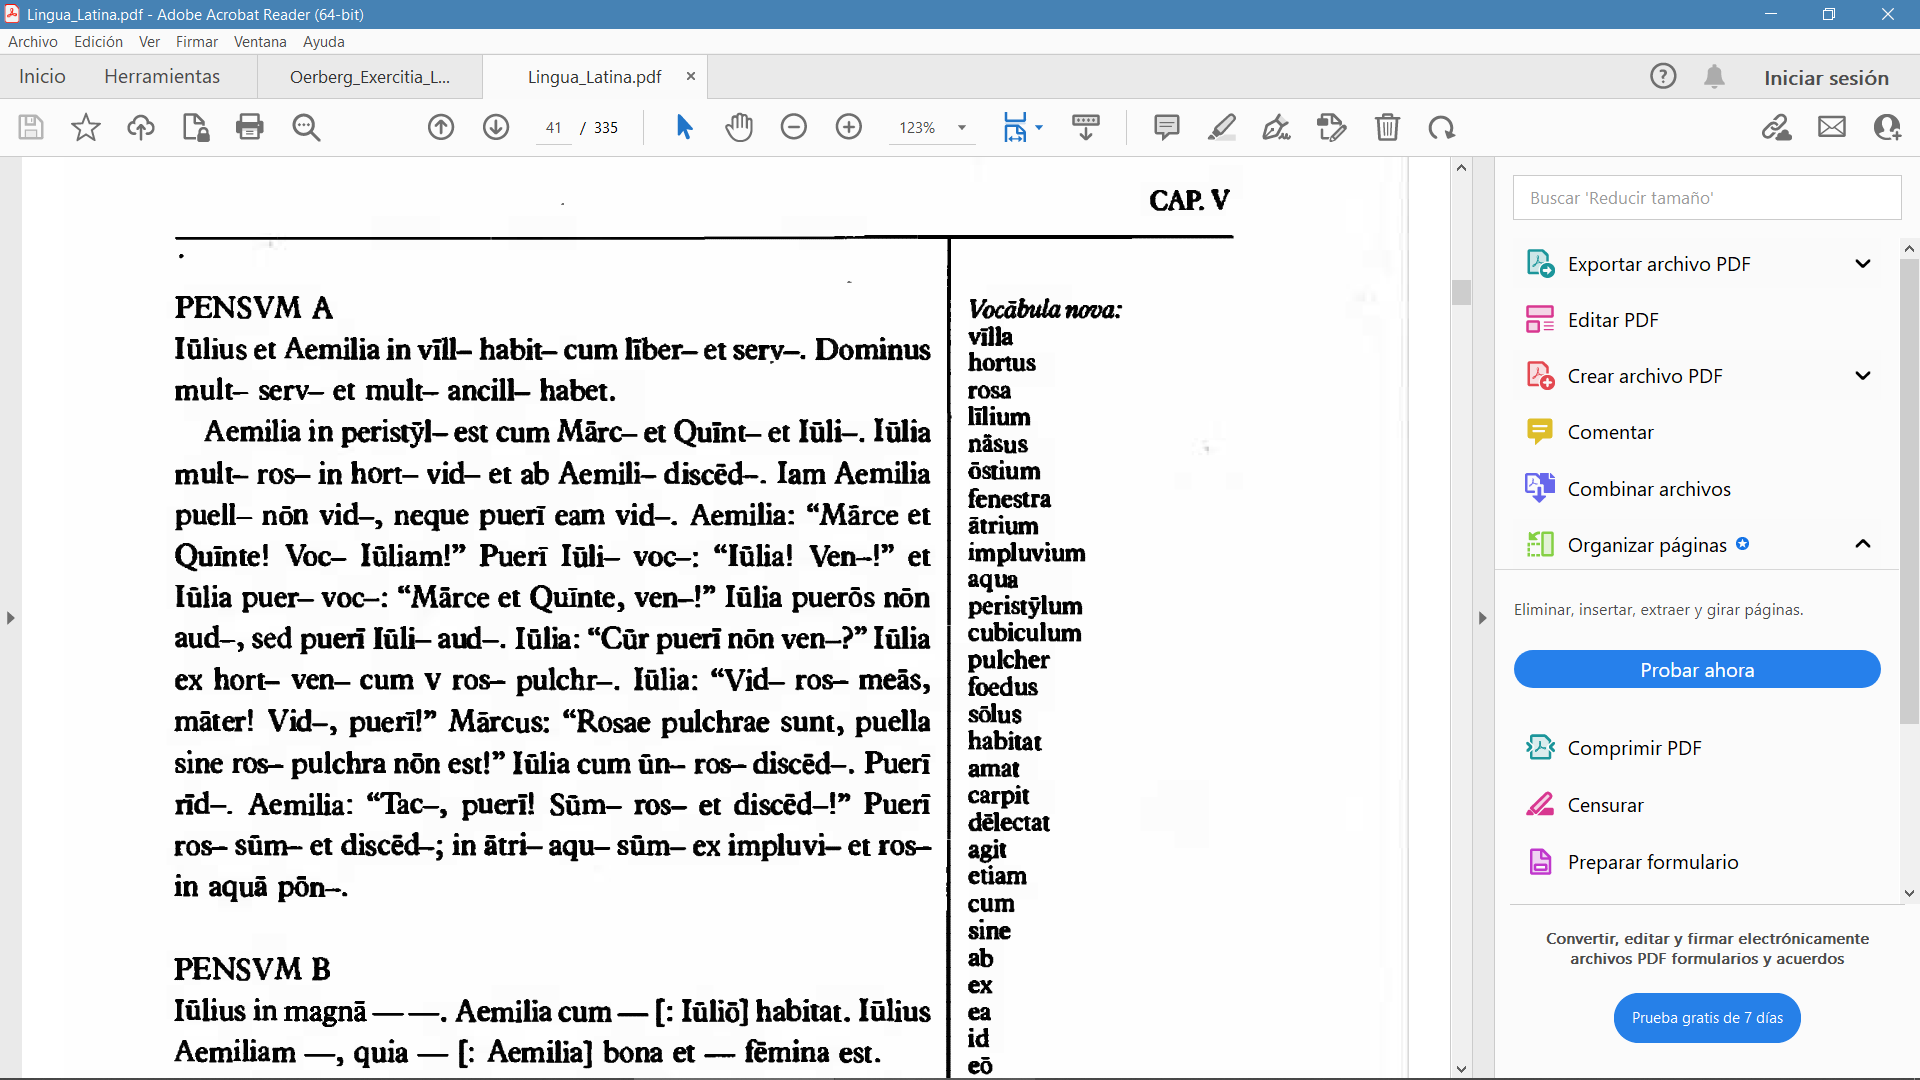 Lingua_Latina.pdf - Adobe Acrobat Reader (64-bit)
Archivo Edición Ver Firmar Ventana Ayuda
Inicio Herramientas Oerberg_Exercitia_L... Lingua_Latina.pdf × Iniciar sesión
41 / 335 123%
CAP. V
PENSVM A
Iūlius et Aemilia in vīll– habit– cum līber– et serv–. Dominus
mult– serv– et mult– ancill– habet.
Aemilia in peristȳl– est cum Mārc– et Quīnt– et Iūli–. Iūlia
mult– ros– in hort– vid– et ab Aemili– discēd–. Iam Aemilia
puell– nōn vid–, neque puerī eam vid–. Aemilia: “Mārce et
Quīnte! Voc– Iūliam!” Puerī Iūli– voc–: “Iūlia! Ven–!” et
Iūlia puer– voc–: “Mārce et Quīnte, ven–!” Iūlia puerōs nōn
aud–, sed puerī Iūli– aud–. Iūlia: “Cūr puerī nōn ven–?” Iūlia
ex hort– ven– cum V ros– pulchr–. Iūlia: “Vid– ros– meās,
māter! Vid–, puerī!” Mārcus: “Rosae pulchrae sunt, puella
sine ros– pulchra nōn est!” Iūlia cum ūn– ros– discēd–. Puerī
rīd–. Aemilia: “Tac–, puerī! Sūm– ros– et discēd–!” Puerī
ros– sūm– et discēd–; in ātri– aqu– sūm– ex impluvi– et ros–
in aquā pōn–.
PENSVM B
Iūlius in magnā — —. Aemilia cum — [: Iūliō] habitat. Iūlius
Aemiliam —, quia — [: Aemilia] bona et — fēmina est.
Vocābula nova:
vīlla
hortus
rosa
līlium
nāsus
ōstium
fenestra
ātrium
impluvium
aqua
peristȳlum
cubiculum
pulcher
foedus
sōlus
habitat
amat
carpit
dēlectat
agit
etiam
cum
sine
ab
ex
ea
id
eō
Buscar 'Reducir tamaño'
Exportar archivo PDF
Editar PDF
Crear archivo PDF
Comentar
Combinar archivos
Organizar páginas
Eliminar, insertar, extraer y girar páginas.
Probar ahora
Comprimir PDF
Censurar
Preparar formulario
Convertir, editar y firmar electrónicamente
archivos PDF formularios y acuerdos
Prueba gratis de 7 días